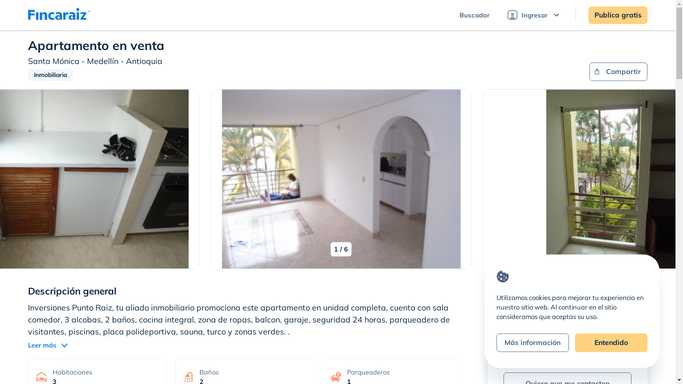 Fincaraiz
Buscador
Ingresar
Publica gratis
Apartamento en venta
Santa Mónica - Medellín - Antioquia
Inmobiliaria
Compartir
1 / 6
Descripción general
Inversiones Punto Raiz, tu aliado inmobiliario promociona este apartamento en unidad completa, cuenta con sala
comedor, 3 alcobas, 2 baños, cocina integral, zona de ropas, balcon, garaje, seguridad 24 horas, parqueadero de
visitantes, piscinas, placa polideportiva, sauna, turco y zonas verdes. .
Leer más
Habitaciones
3
Baños
2
Parqueaderos
1
Utilizamos cookies para mejorar tu experiencia en
nuestro sitio web. Al continuar en el sitio
consideramos que aceptas su uso.
Más información
Entendido
Quiero que me contacten